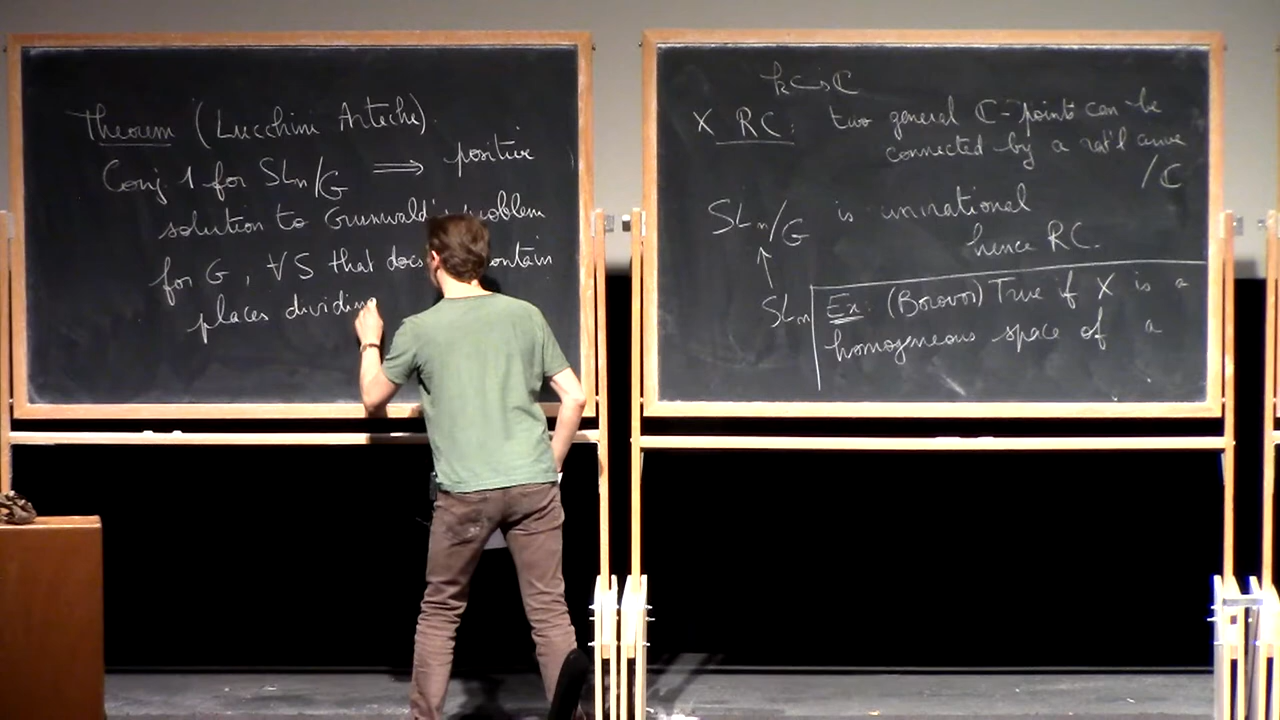 Theorem (Lucchini Arteche).
Conj. 1 for SLn/G ⟹ positive
solution to Grunwald's problem
for G, ∀ S that does ontain
places dividing
k ↪ ℂ
X RC: two general ℂ-points can be
connected by a rat'l curve
/ℂ
SLn/G is unirational
hence RC.
↑
SLn
Ex: (Borovoi) True if X is a
homogeneous space of a